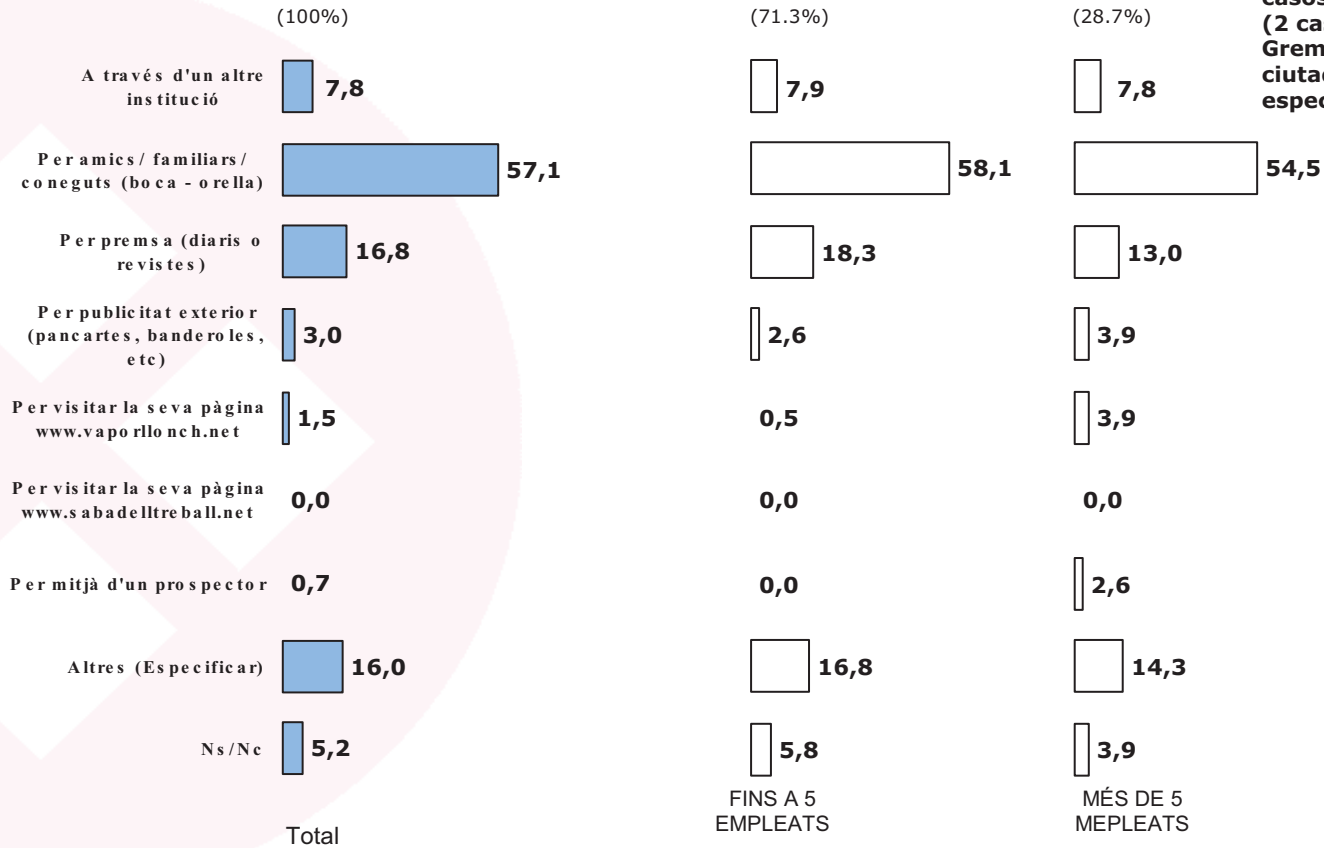 (100%)
(71.3%)
(28.7%)
(2
A través d'un altre
institució
7,8
7,9
7,8
Per amics/ familiars/
coneguts (boca - orella)
57,1
58,1
54,5
Per premsa (diaris o
revistes)
16,8
18,3
13,0
Per publicitat exterior
(pancartes, banderoles,
etc)
3,0
2,6
3,9
Per visitar la seva pàgina
www.vaporllonch.net
1,5
0,5
3,9
Per visitar la seva pàgina
www.sabadelltreball.net
0,0
0,0
0,0
Per mitjà d'un prospector
0,7
0,0
2,6
Altres (Especificar)
16,0
16,8
14,3
Ns/Nc
5,2
5,8
3,9
Total
FINS A 5
EMPLEATS
MÉS DE 5
MEPLEATS